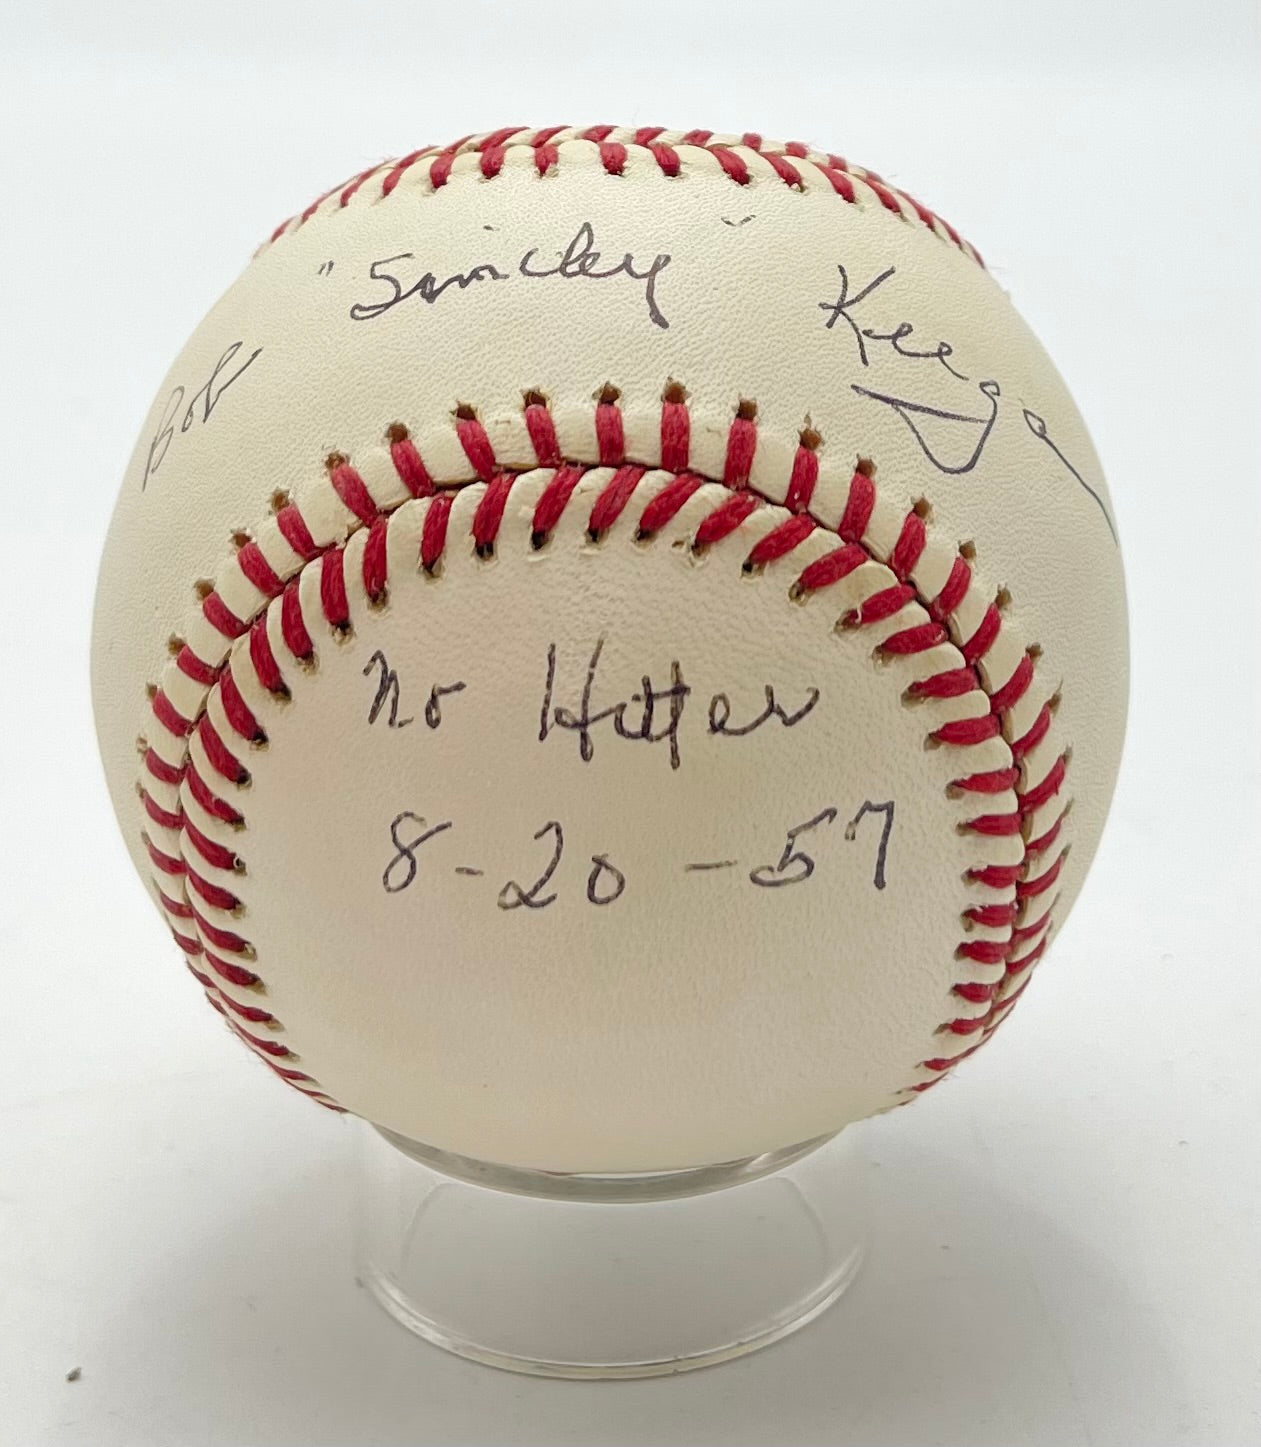 Bob "Smiley" Keegan
No Hitter
8-20-57